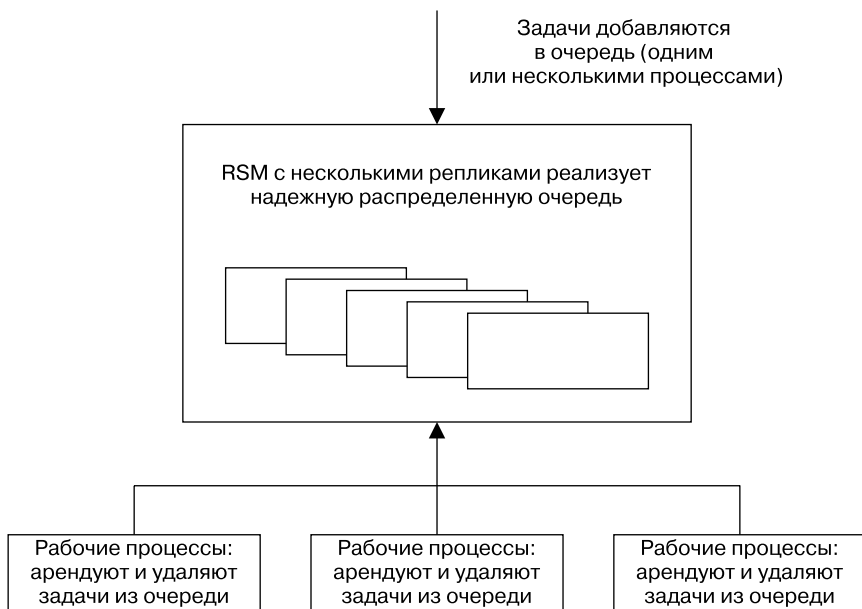 Задачи добавляются
в очередь (одним
или несколькими процессами)
RSM с несколькими репликами реализует
надежную распределенную очередь
Рабочие процессы:
арендуют и удаляют
задачи из очереди
Рабочие процессы:
арендуют и удаляют
задачи из очереди
Рабочие процессы:
арендуют и удаляют
задачи из очереди